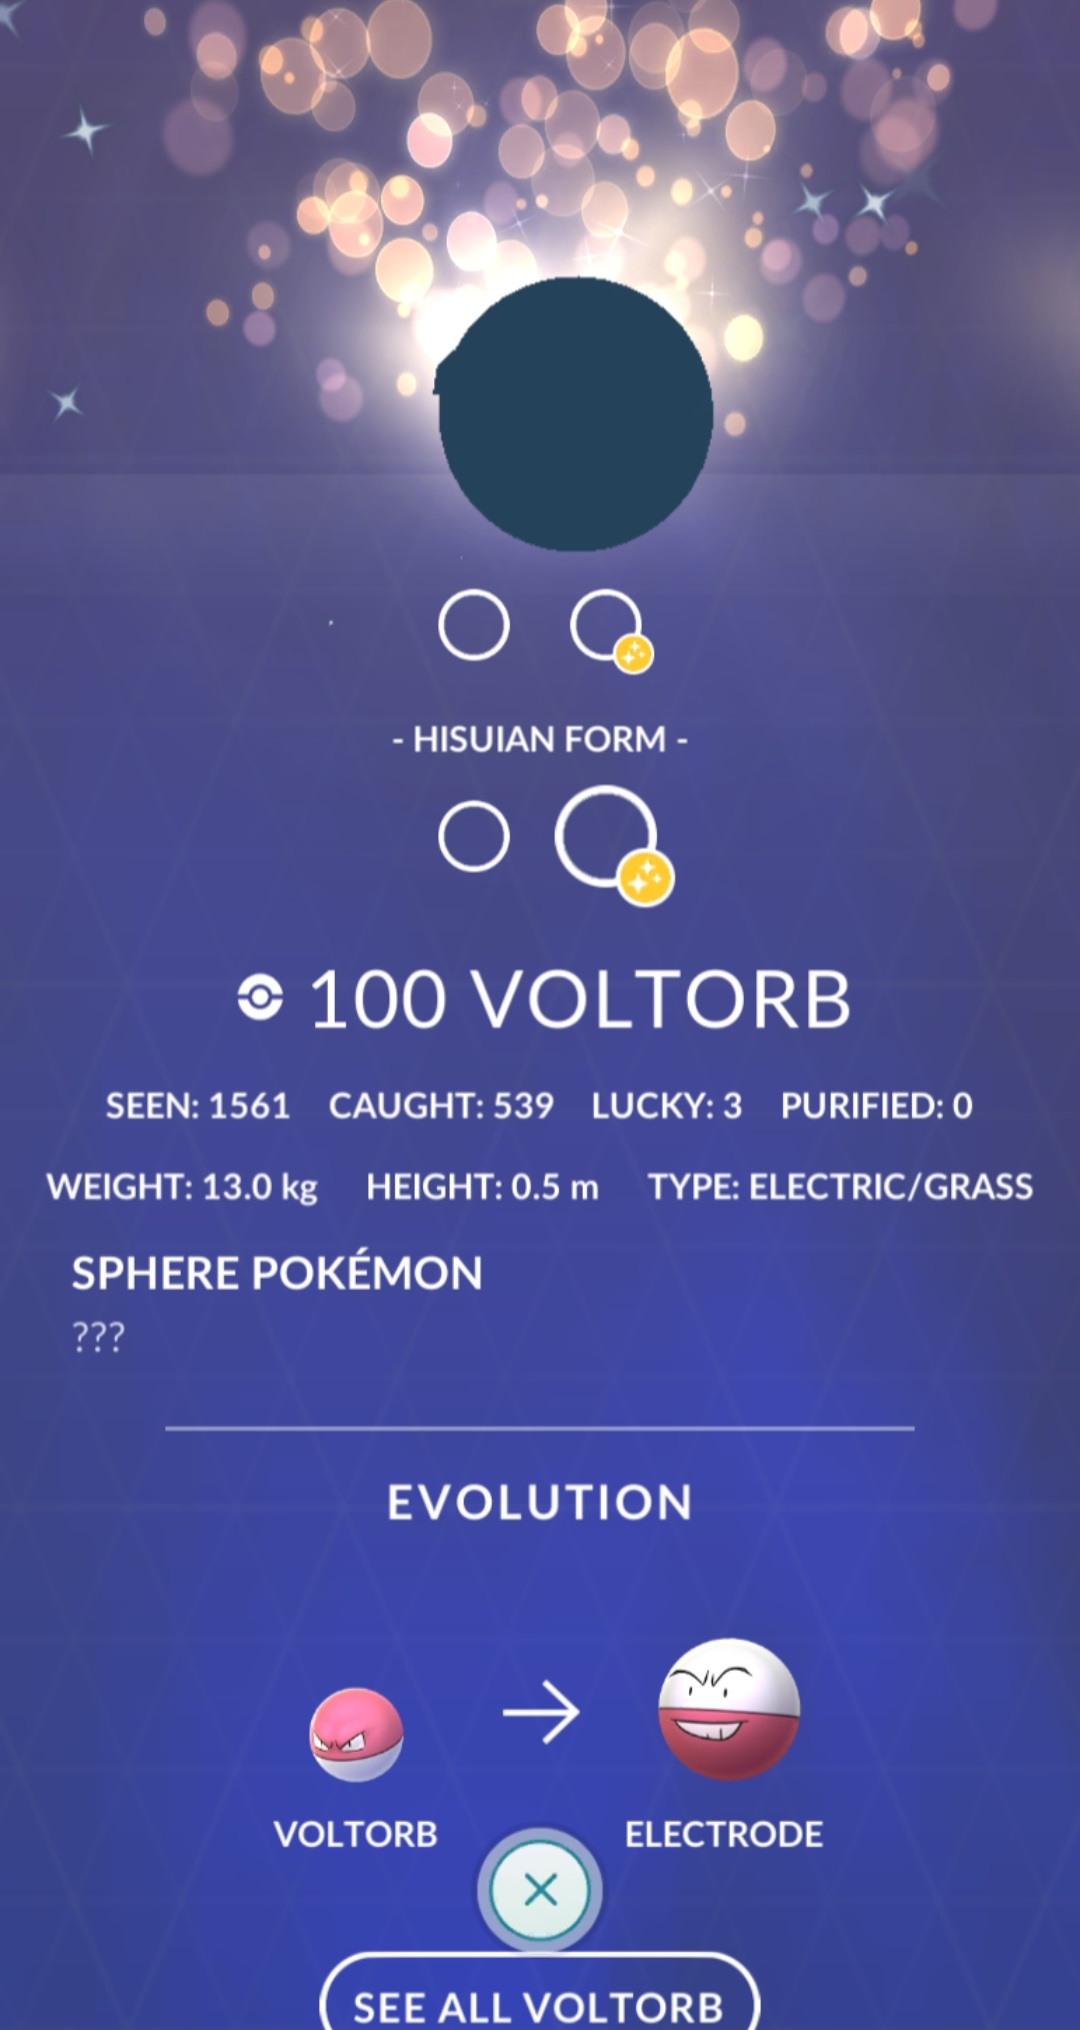 - HISUIAN FORM -
100 VOLTORB
SEEN: 1561 CAUGHT: 539 LUCKY: 3 PURIFIED: 0
WEIGHT: 13.0 kg HEIGHT: 0.5 m TYPE: ELECTRIC/GRASS
SPHERE POKÉMON
???
EVOLUTION
VOLTORB ELECTRODE
SEE ALL VOLTORB